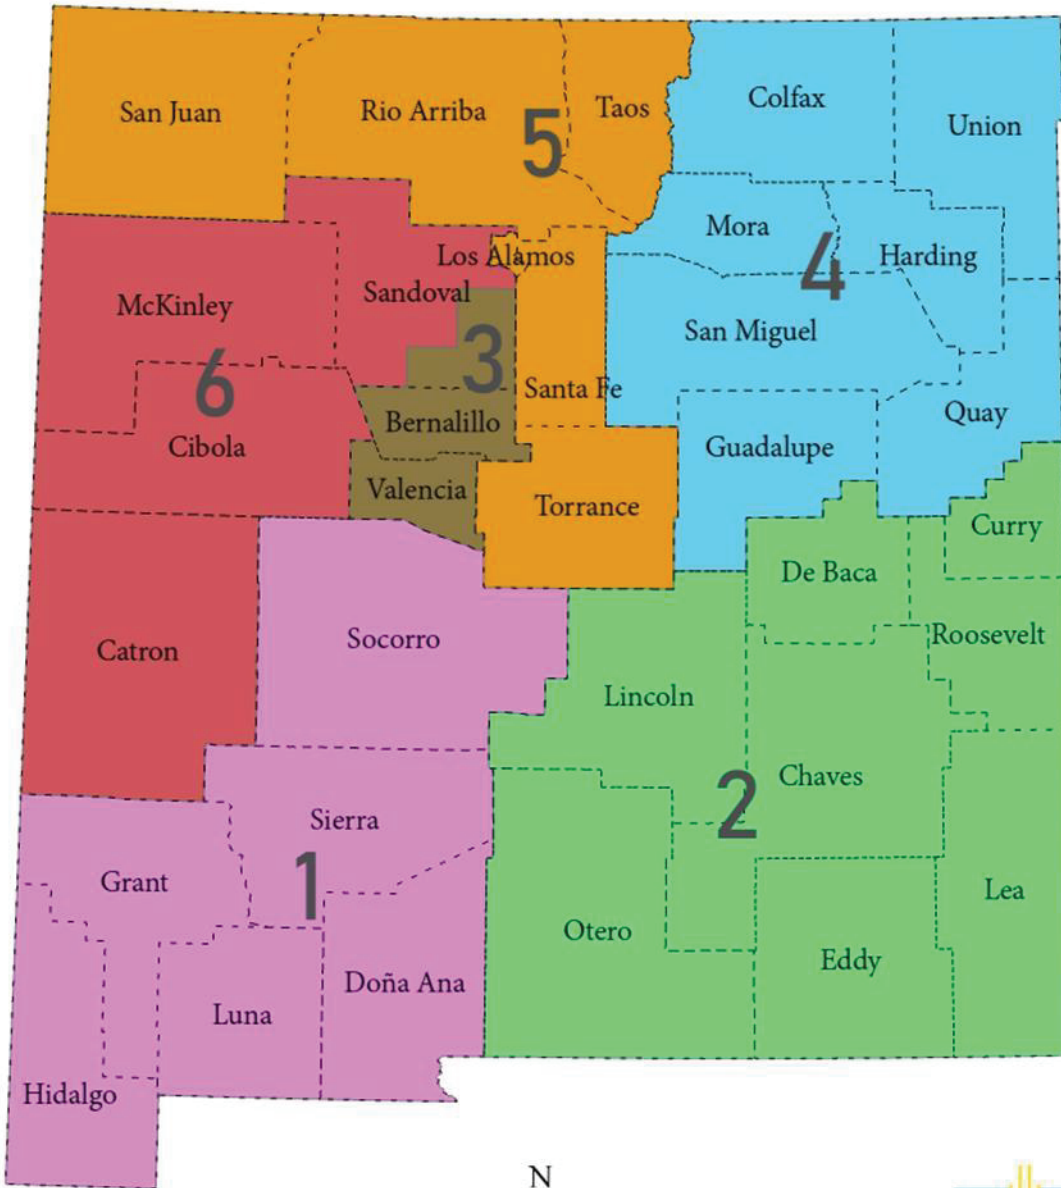 San Juan
Rio Arriba
Taos
Colfax
Union
5
Mora
4
Harding
Los Alamos
Sandoval
McKinley
San Miguel
3
6
Santa Fe
Bernalillo
Quay
Cibola
Guadalupe
Valencia
Torrance
Curry
De Baca
Catron
Socorro
Roosevelt
Lincoln
Chaves
2
Sierra
1
Grant
Lea
Otero
Eddy
Doña Ana
Luna
Hidalgo
N